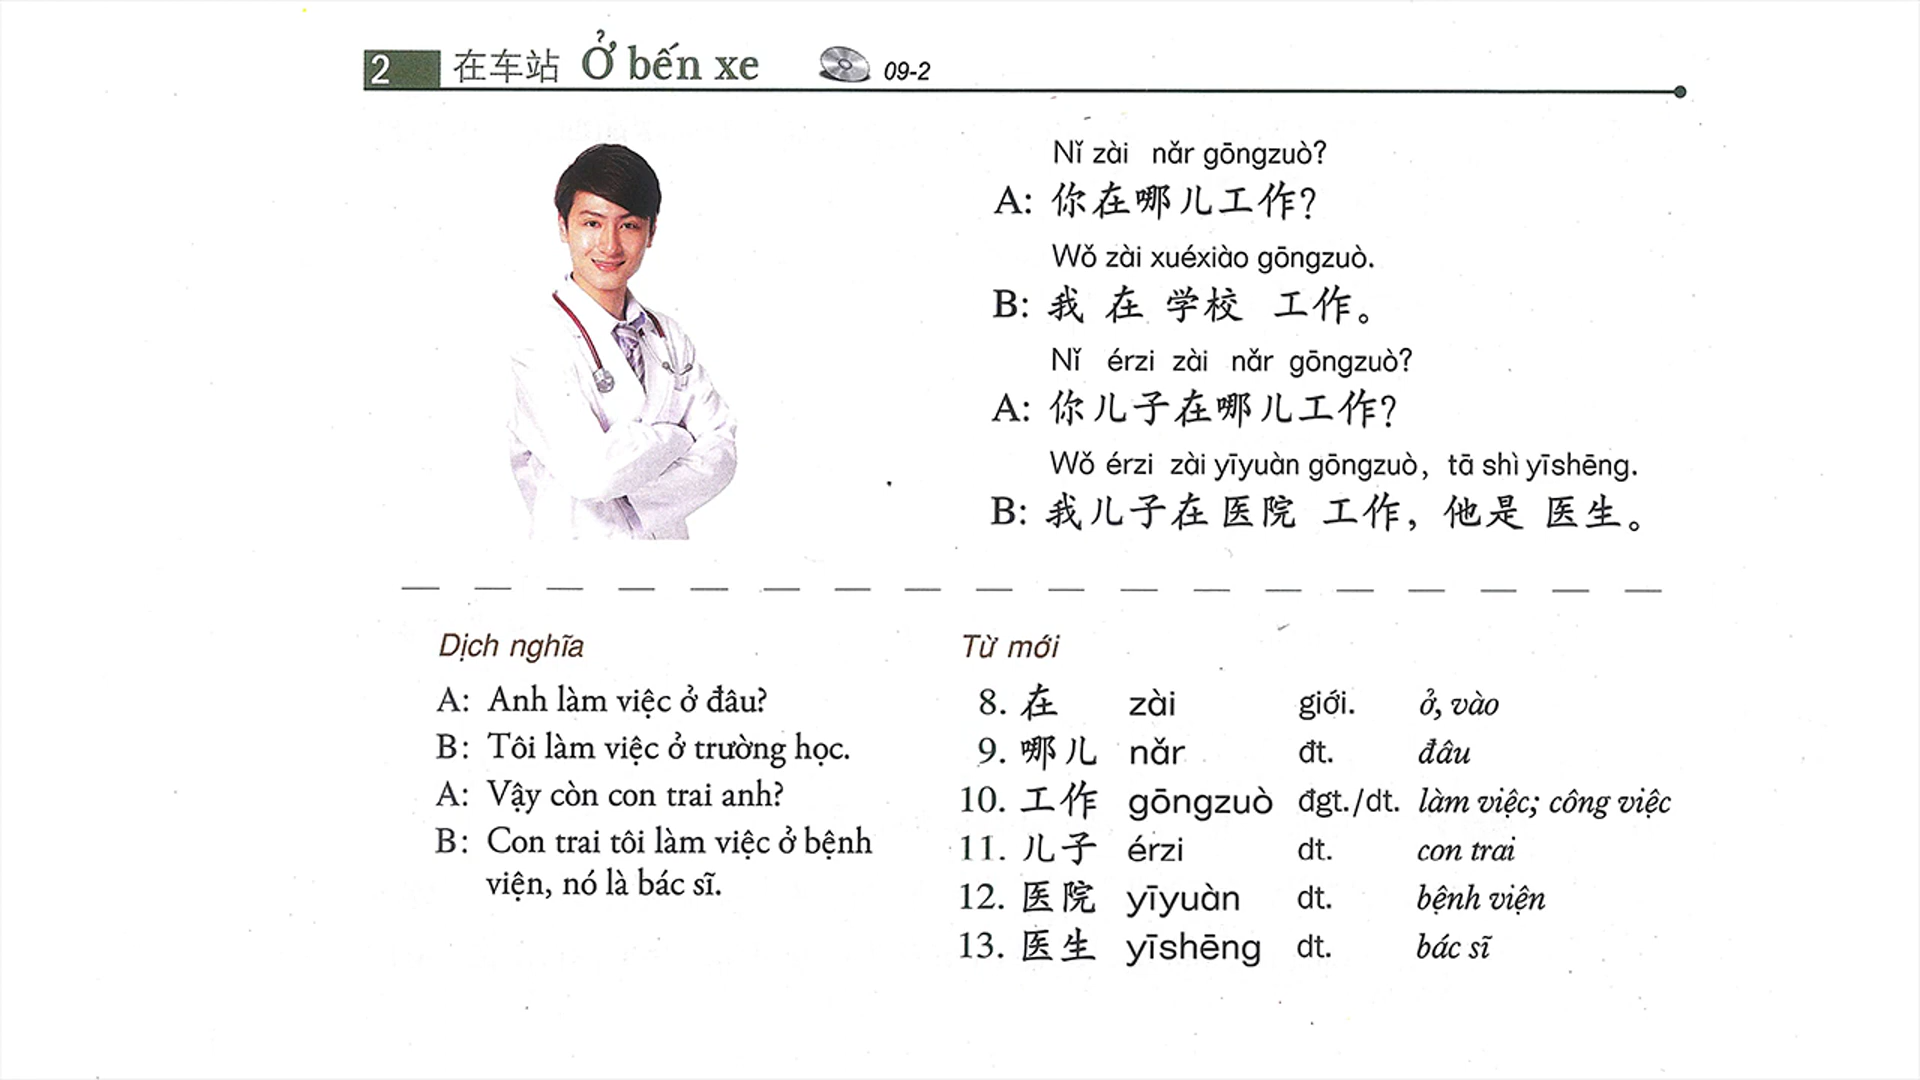 2 在车站 Ở bến xe 09-2
Nǐ zài nǎr gōngzuò?
A: 你在哪儿工作?
Wǒ zài xuéxiào gōngzuò.
B: 我 在 学校 工作。
Nǐ érzi zài nǎr gōngzuò?
A: 你儿子在哪儿工作?
Wǒ érzi zài yīyuàn gōngzuò, tā shì yīshēng.
B: 我儿子在 医院 工作, 他是 医生。
Dịch nghĩa
A: Anh làm việc ở đâu?
B: Tôi làm việc ở trường học.
A: Vậy còn con trai anh?
B: Con trai tôi làm việc ở bệnh
viện, nó là bác sĩ.
Từ mới
8. 在 zài giới. ở, vào
9. 哪儿 nǎr đt. đâu
10. 工作 gōngzuò đgt./dt. làm việc; công việc
11. 儿子 érzi dt. con trai
12. 医院 yīyuàn dt. bệnh viện
13. 医生 yīshēng dt. bác sĩ